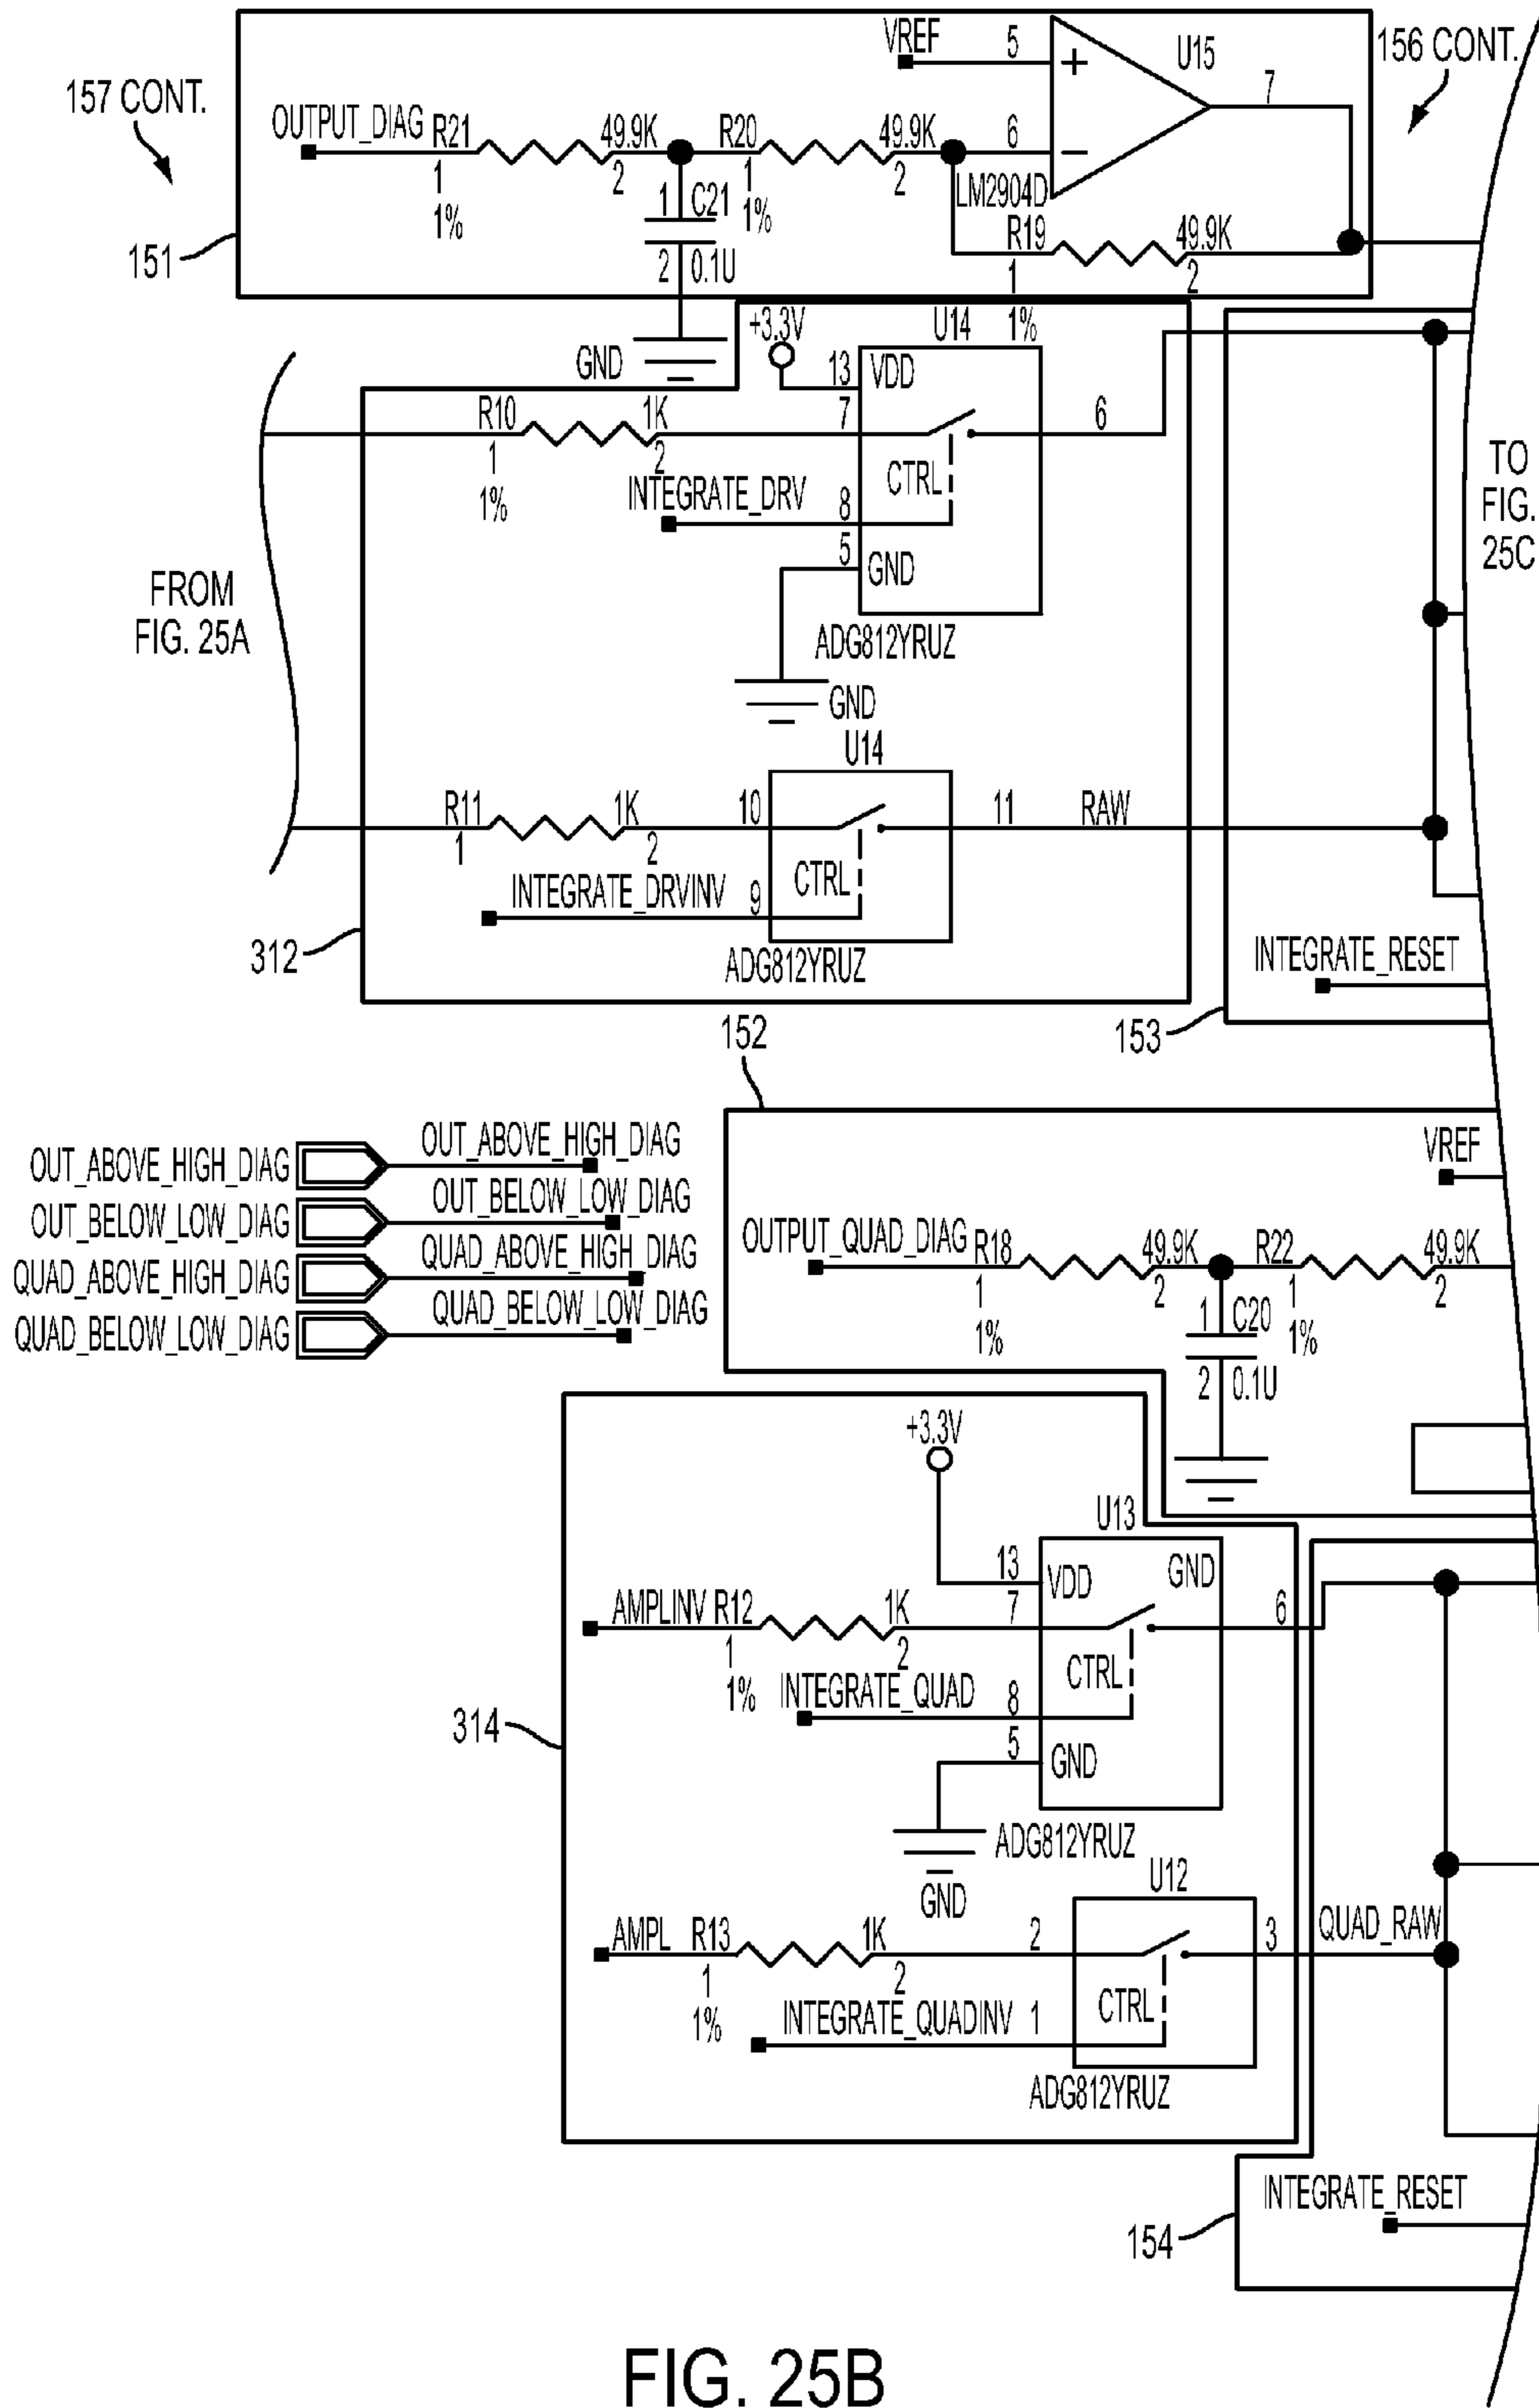 157 CONT.
156 CONT.
151
OUTPUT_DIAG
R21
1
1%
49.9K
2
1
C21
2
0.1U
GND
R20
1
1%
49.9K
2
VREF
5
+
U15
7
6
−
LM2904D
R19
1
1%
49.9K
2
FROM
FIG. 25A
TO
FIG.
25C
312
R10
1
1%
1K
2
+3.3V
U14
13
VDD
7
6
CTRL
INTEGRATE_DRV
8
5
GND
ADG812YRUZ
GND
R11
1
1K
2
U14
10
11
RAW
CTRL
INTEGRATE_DRVINV
9
ADG812YRUZ
153
INTEGRATE_RESET
152
OUT_ABOVE_HIGH_DIAG
OUT_ABOVE_HIGH_DIAG
OUT_BELOW_LOW_DIAG
OUT_BELOW_LOW_DIAG
QUAD_ABOVE_HIGH_DIAG
QUAD_ABOVE_HIGH_DIAG
QUAD_BELOW_LOW_DIAG
QUAD_BELOW_LOW_DIAG
VREF
OUTPUT_QUAD_DIAG
R18
1
1%
49.9K
2
1
C20
2
0.1U
R22
1
1%
49.9K
2
314
+3.3V
U13
13
VDD
GND
AMPLINV
R12
1
1%
1K
2
7
6
CTRL
INTEGRATE_QUAD
8
5
GND
ADG812YRUZ
GND
AMPL
R13
1
1%
1K
2
U12
2
3
QUAD_RAW
CTRL
INTEGRATE_QUADINV
1
ADG812YRUZ
154
INTEGRATE_RESET
FIG. 25B